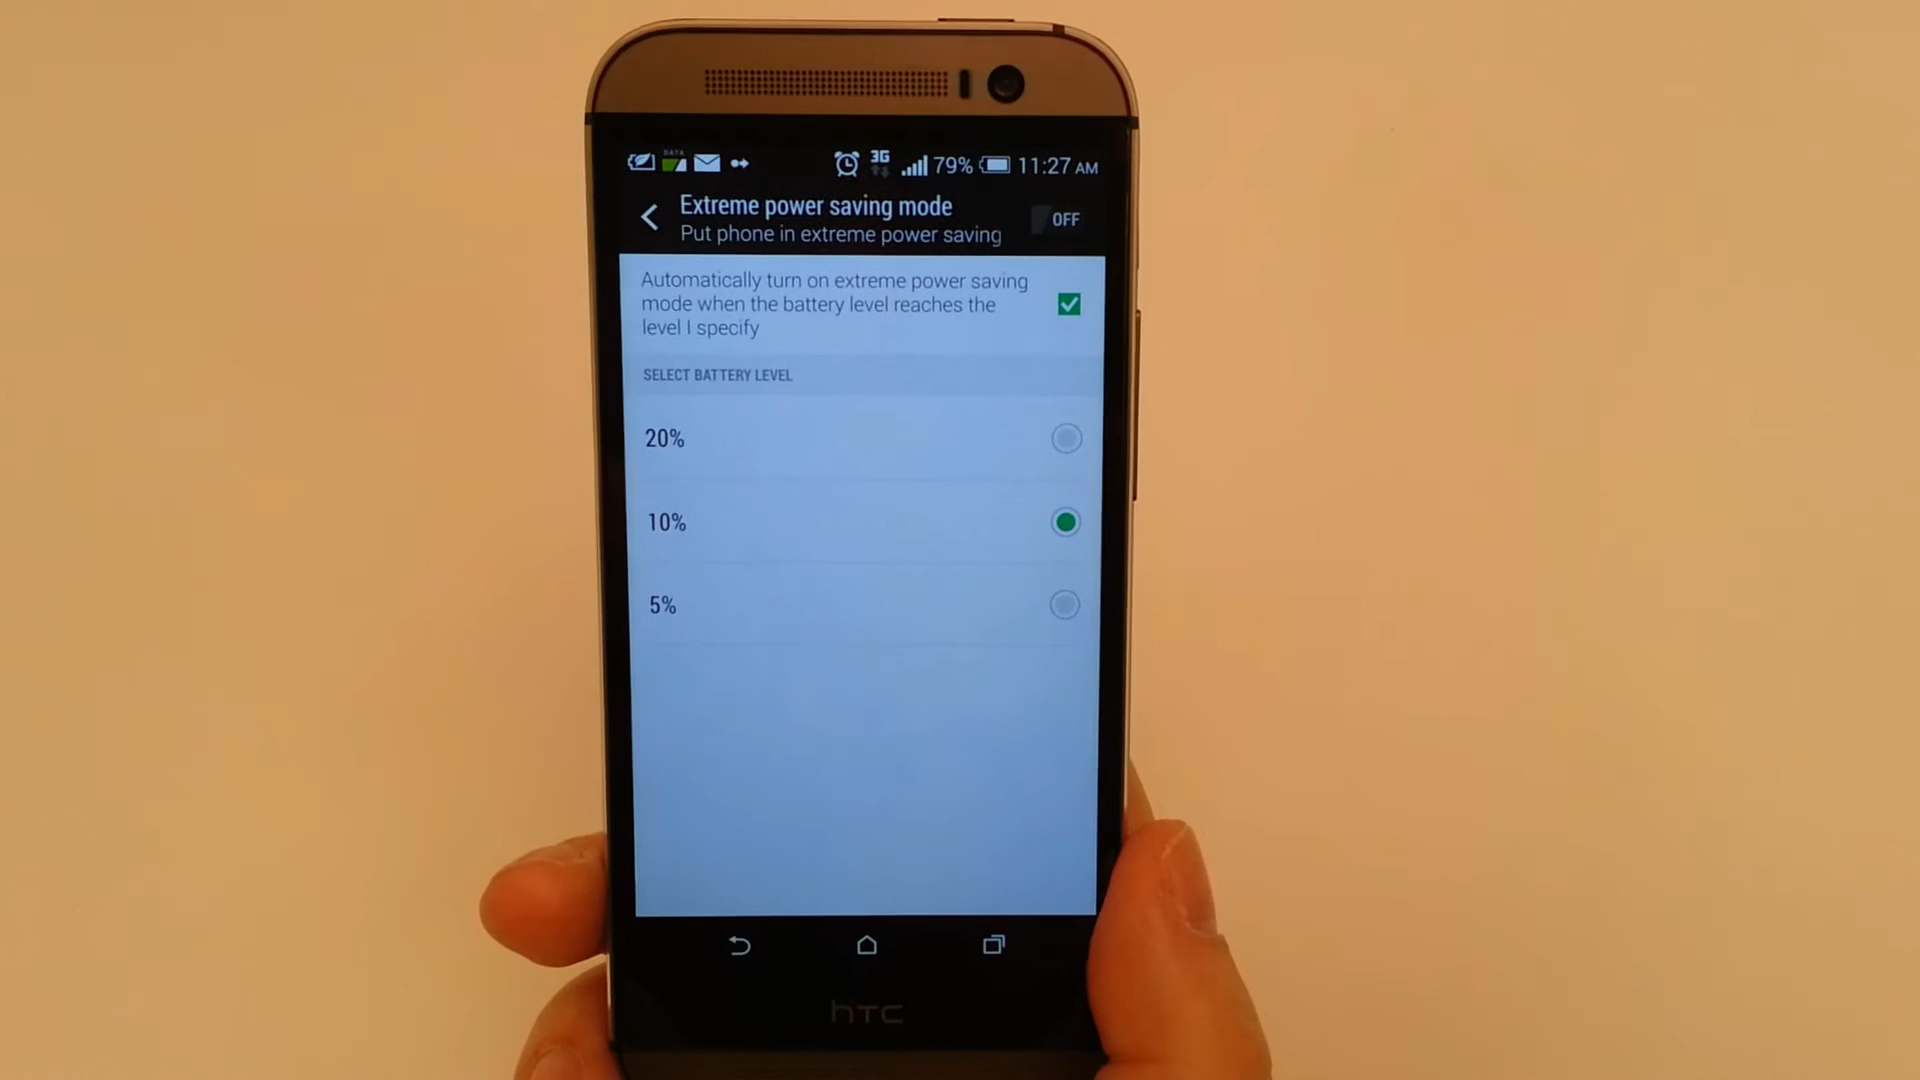 DATA 3G 79% 11:27 AM
Extreme power saving mode
Put phone in extreme power saving
OFF
Automatically turn on extreme power saving
mode when the battery level reaches the
level I specify
SELECT BATTERY LEVEL
20%
10%
5%
hTC